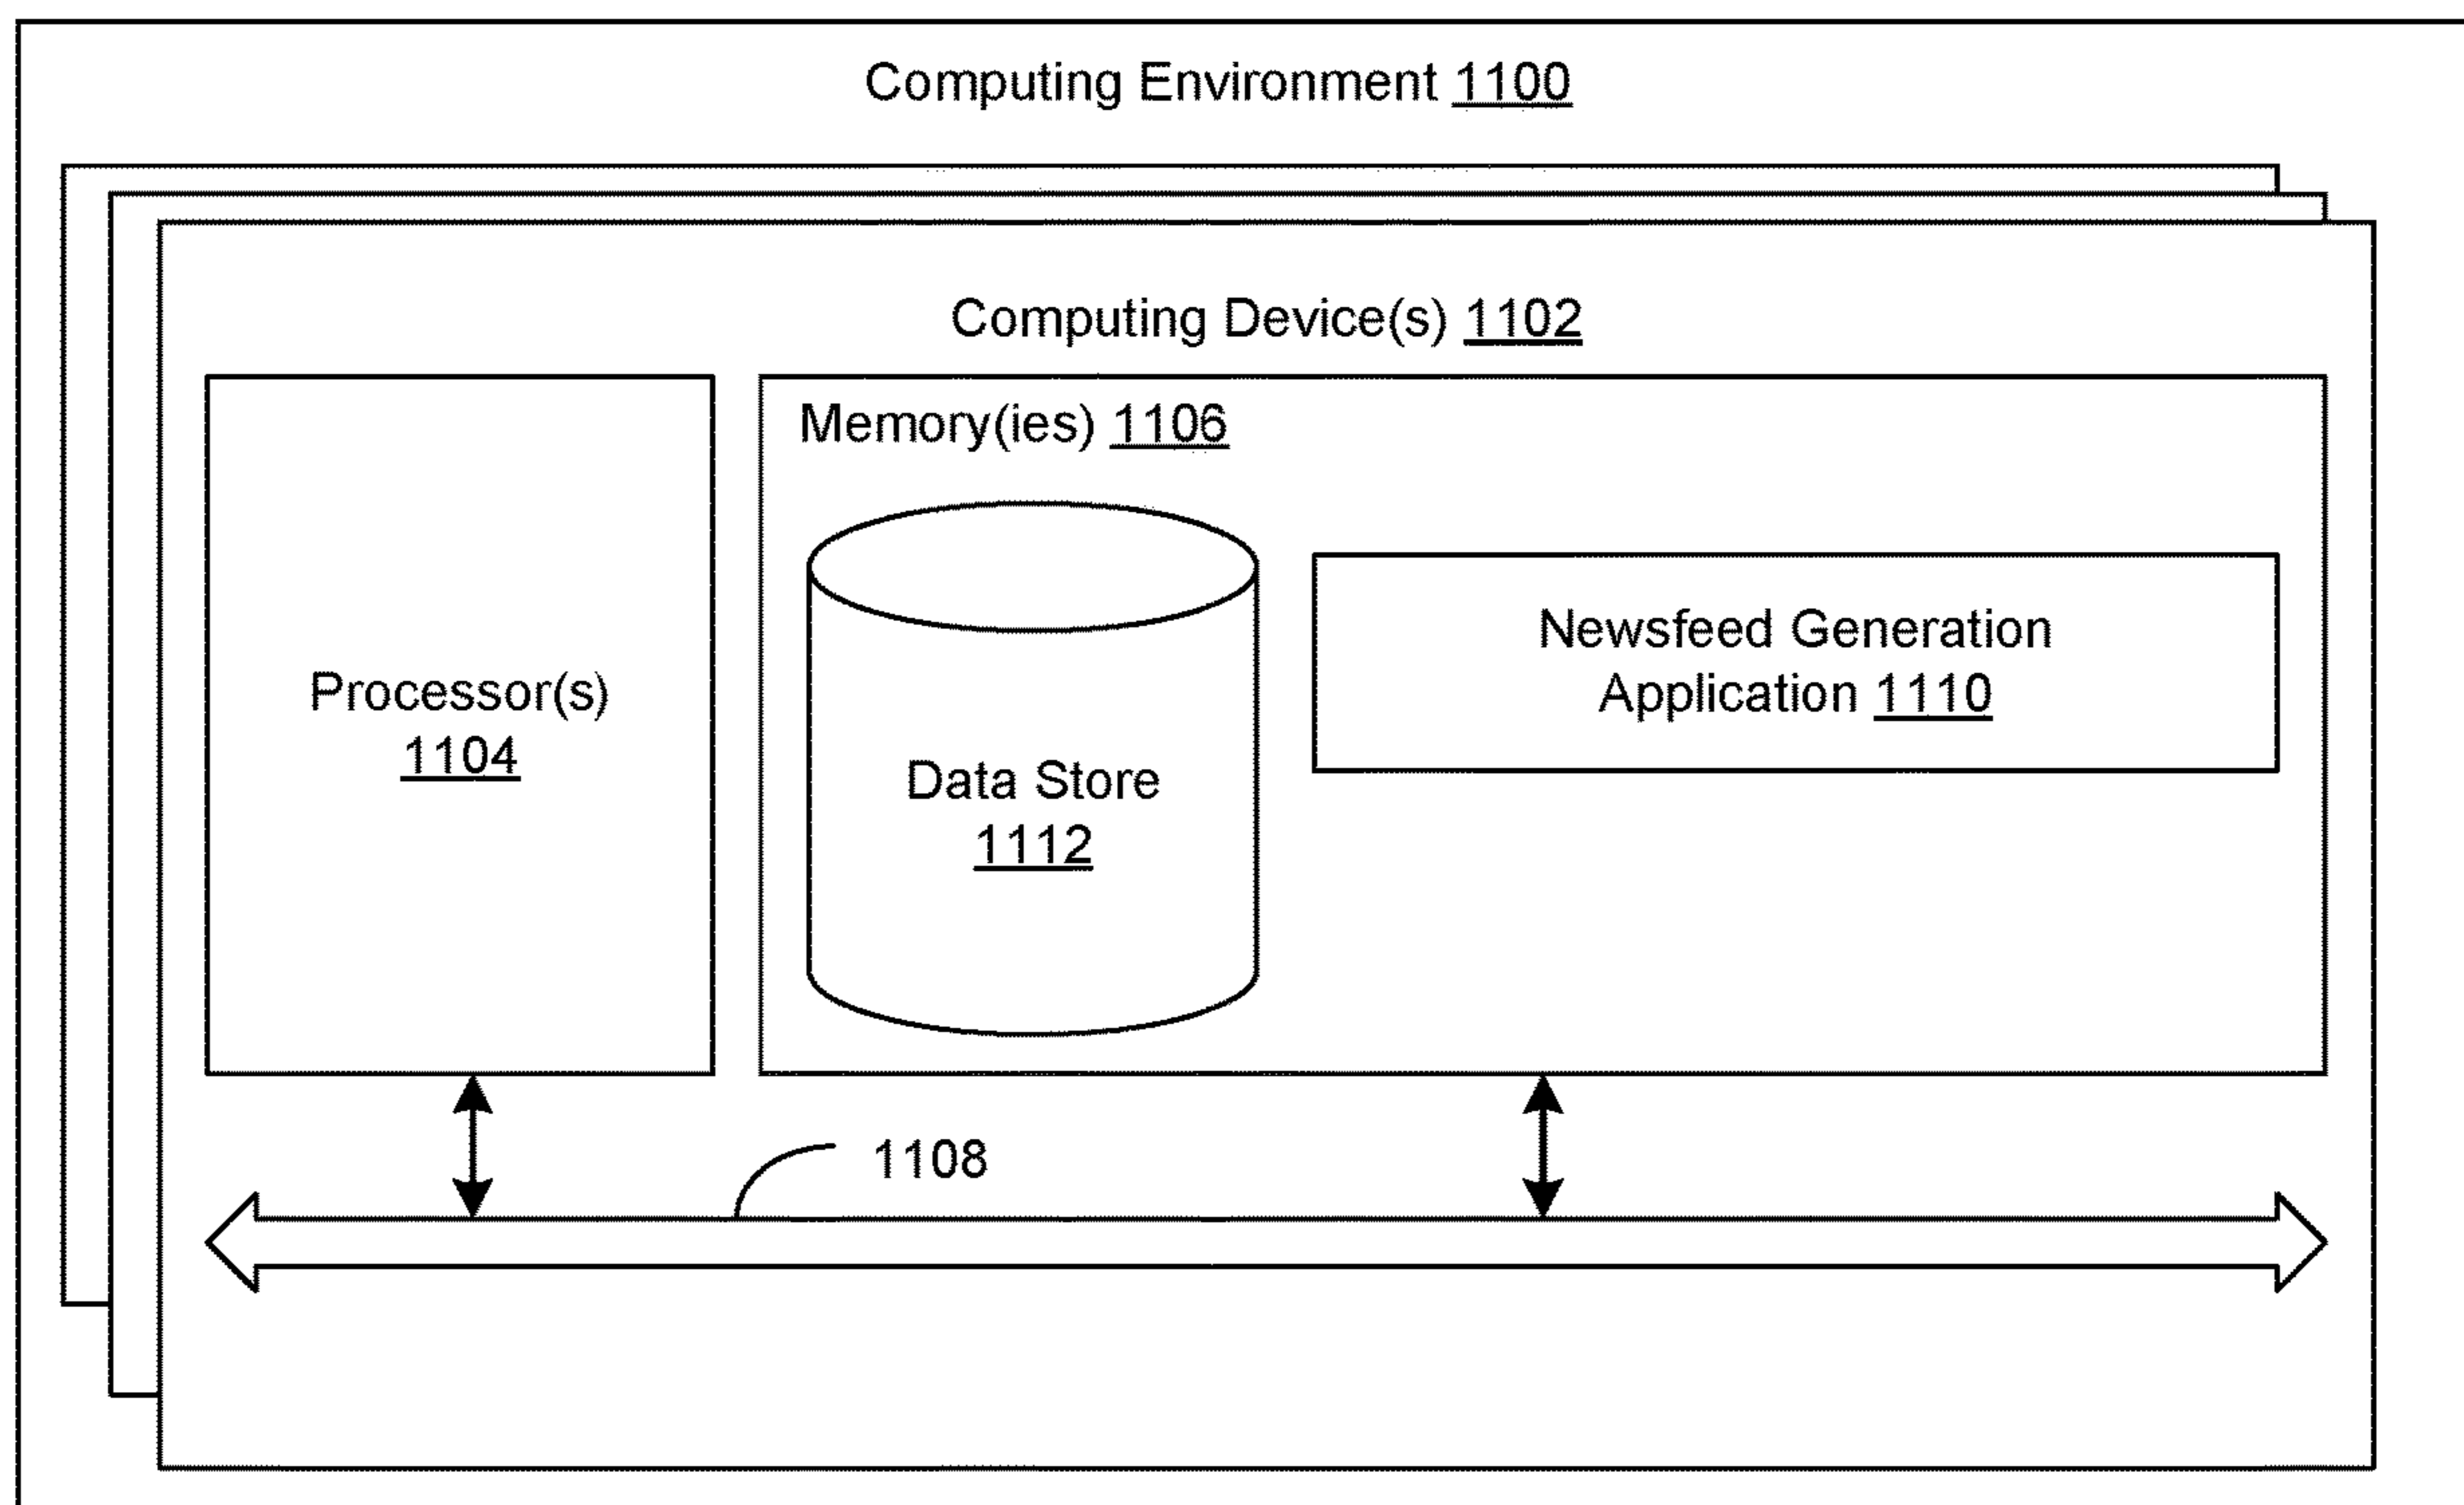 Computing Environment 1100
Computing Device(s) 1102
Memory(ies) 1106
Processor(s)
1104
Data Store
1112
Newsfeed Generation
Application 1110
1108